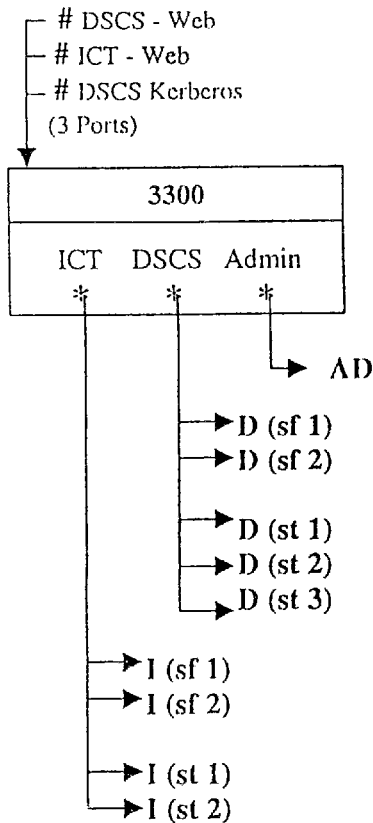 # DSCS - Web
# ICT - Web
# DSCS Kerberos
(3 Ports)
3300
ICT DSCS Admin
* * *
AD
D (sf 1)
D (sf 2)
D (st 1)
D (st 2)
D (st 3)
I (sf 1)
I (sf 2)
I (st 1)
I (st 2)